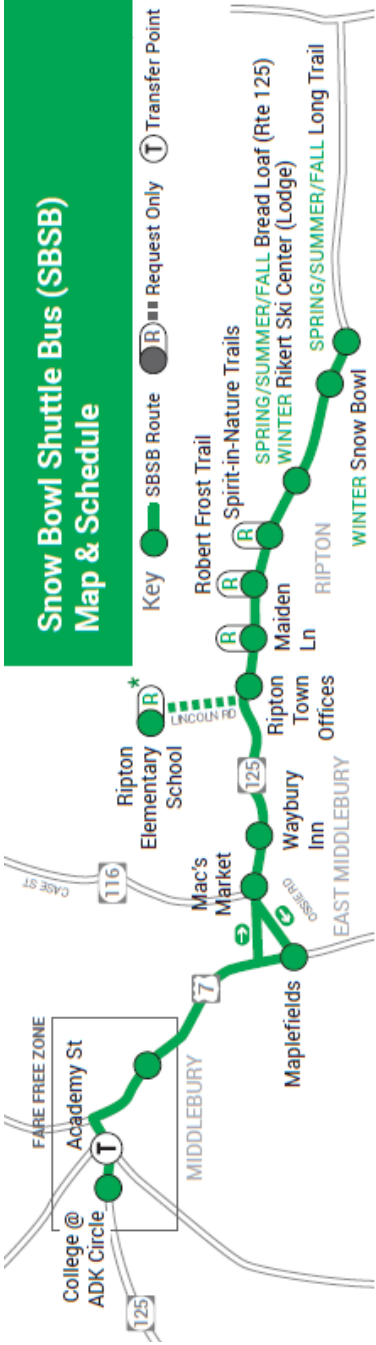 Snow Bowl Shuttle Bus (SBSB)
Map & Schedule
Key
SBSB Route
R
Request Only
T
Transfer Point
FARE FREE ZONE
College @
ADK Circle
125
T
Academy St
MIDDLEBURY
7
CASE ST
116
Maplefields
OSSIE RD
Mac's
Market
EAST MIDDLEBURY
Waybury
Inn
125
Ripton
Elementary
School
R
*
LINCOLN RD
Ripton
Town
Offices
R
Maiden
Ln
R
Robert Frost Trail
R
Spirit-in-Nature Trails
RIPTON
SPRING/SUMMER/FALL Bread Loaf (Rte 125)
WINTER Rikert Ski Center (Lodge)
WINTER Snow Bowl
SPRING/SUMMER/FALL Long Trail